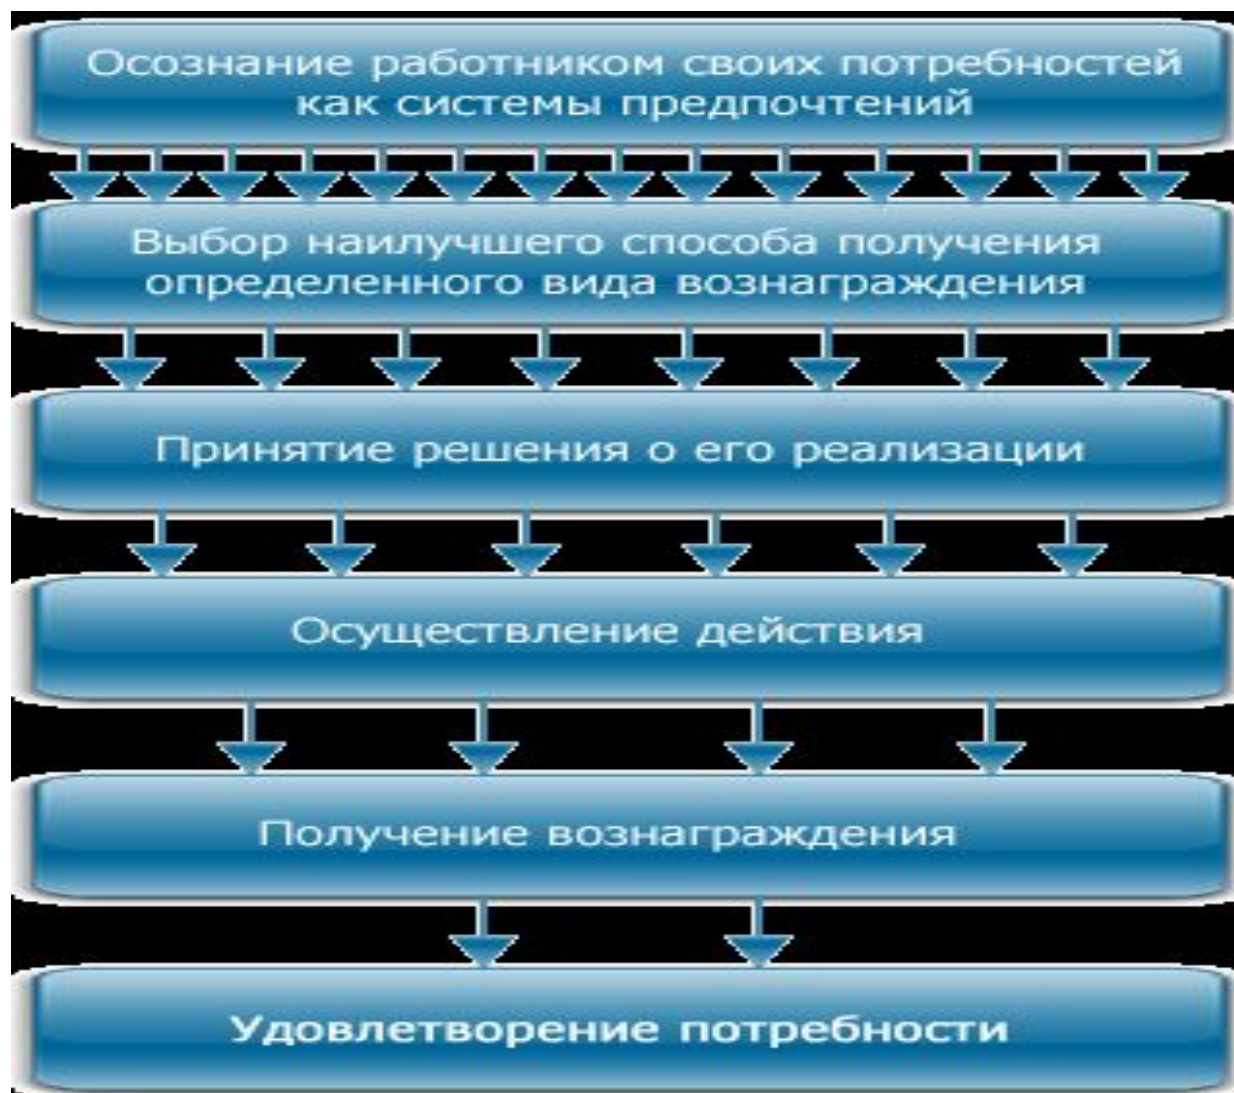 Осознание работником своих потребностей
как системы предпочтений
Выбор наилучшего способа получения
определенного вида вознаграждения
Принятие решения о его реализации
Осуществление действия
Получение вознаграждения
Удовлетворение потребности